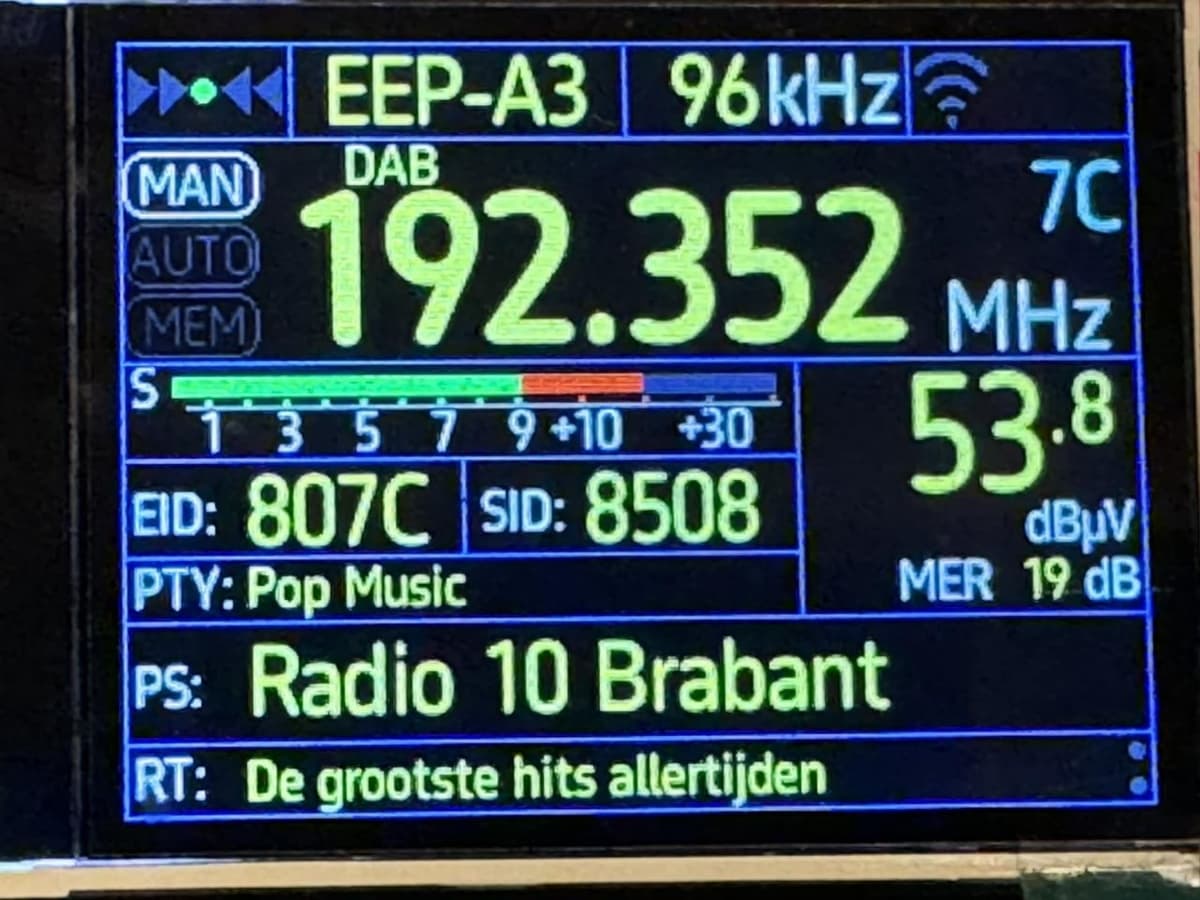 EEP-A3 96kHz
DAB
MAN 192.352 7C
AUTO
MEM MHz
S
1 3 5 7 9 +10 +30
53.8
dBµV
EID: 807C SID: 8508
MER 19 dB
PTY: Pop Music
PS: Radio 10 Brabant
RT: De grootste hits allertijden